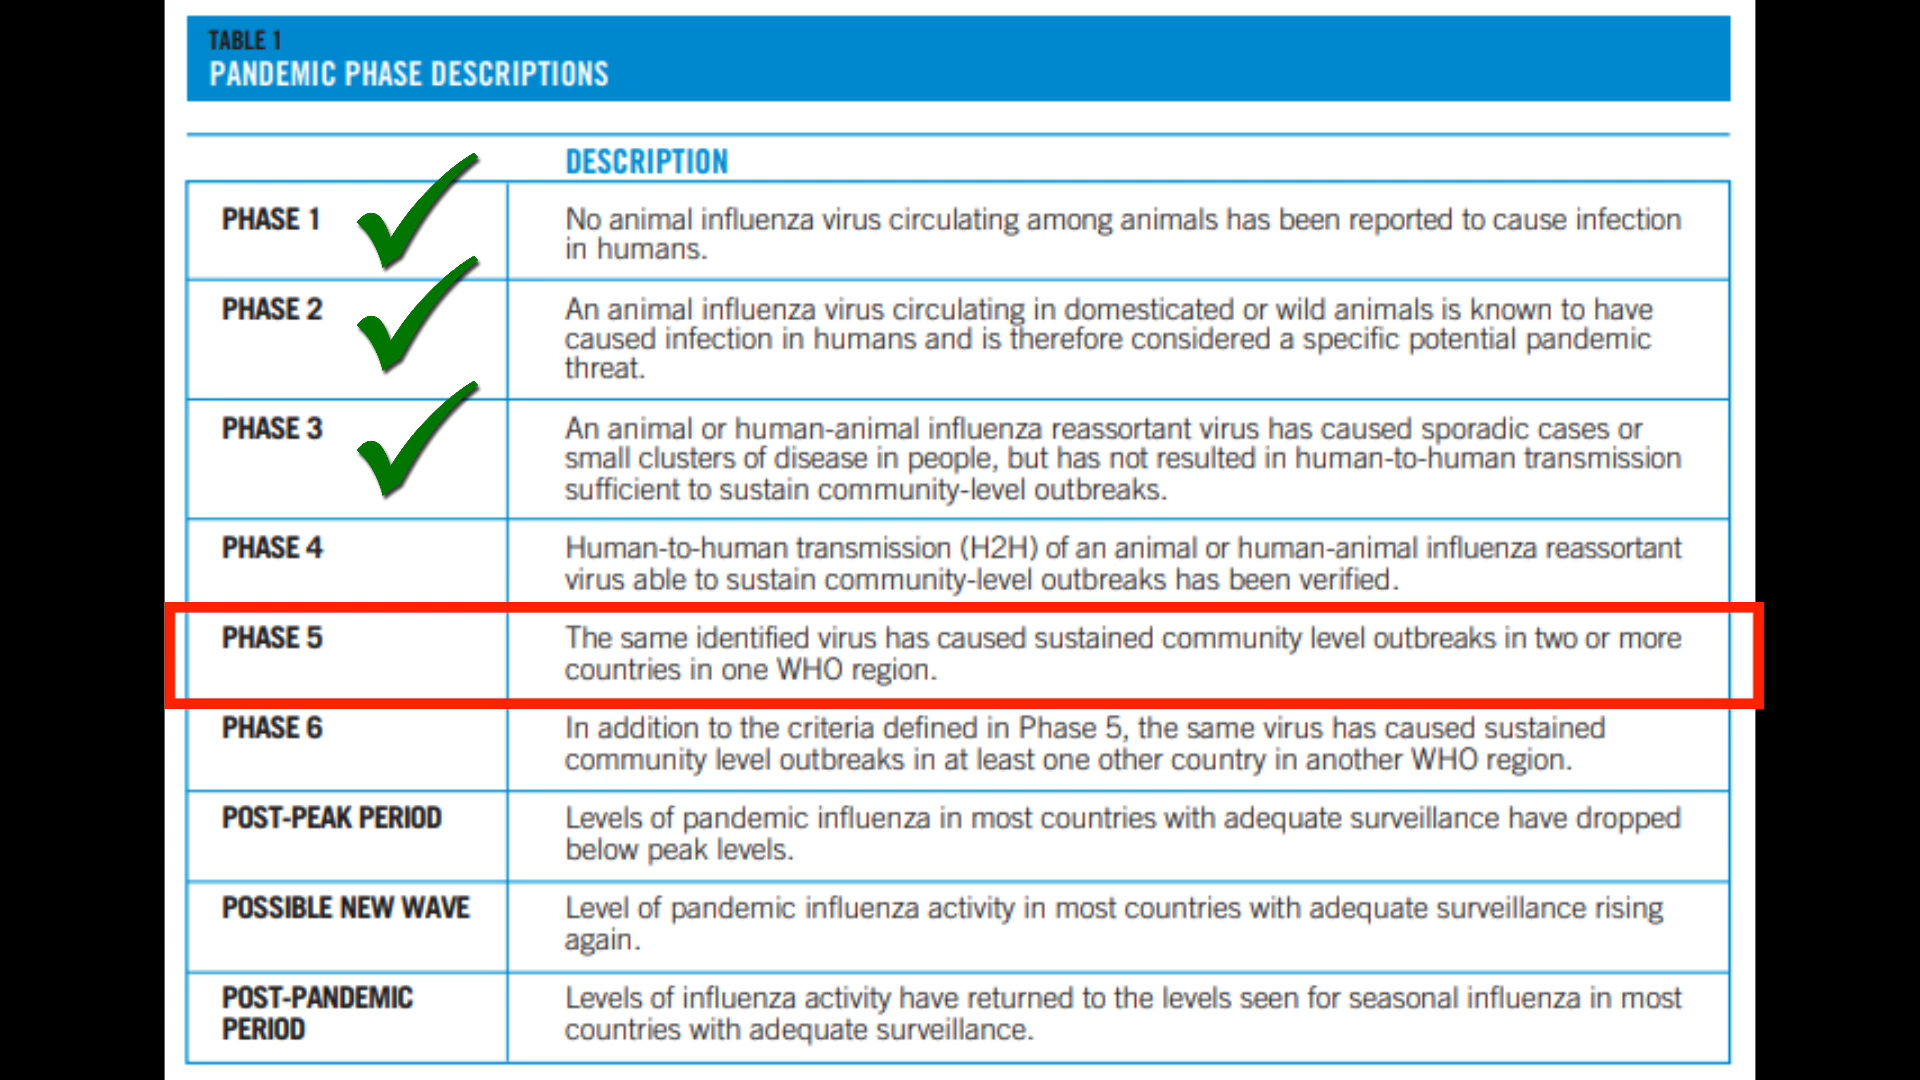 TABLE 1
PANDEMIC PHASE DESCRIPTIONS
DESCRIPTION
PHASE 1
No animal influenza virus circulating among animals has been reported to cause infection
in humans.
PHASE 2
An animal influenza virus circulating in domesticated or wild animals is known to have
caused infection in humans and is therefore considered a specific potential pandemic
threat.
PHASE 3
An animal or human-animal influenza reassortant virus has caused sporadic cases or
small clusters of disease in people, but has not resulted in human-to-human transmission
sufficient to sustain community-level outbreaks.
PHASE 4
Human-to-human transmission (H2H) of an animal or human-animal influenza reassortant
virus able to sustain community-level outbreaks has been verified.
PHASE 5
The same identified virus has caused sustained community level outbreaks in two or more
countries in one WHO region.
PHASE 6
In addition to the criteria defined in Phase 5, the same virus has caused sustained
community level outbreaks in at least one other country in another WHO region.
POST-PEAK PERIOD
Levels of pandemic influenza in most countries with adequate surveillance have dropped
below peak levels.
POSSIBLE NEW WAVE
Level of pandemic influenza activity in most countries with adequate surveillance rising
again.
POST-PANDEMIC
PERIOD
Levels of influenza activity have returned to the levels seen for seasonal influenza in most
countries with adequate surveillance.